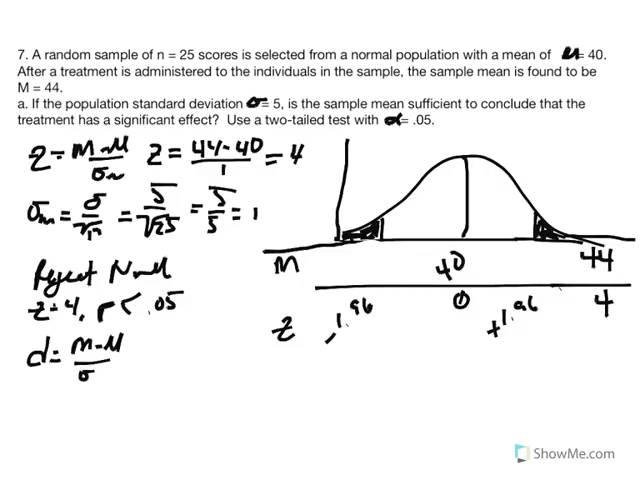 7. A random sample of n = 25 scores is selected from a normal population with a mean of μ = 40.
After a treatment is administered to the individuals in the sample, the sample mean is found to be
M = 44.
a. If the population standard deviation σ = 5, is the sample mean sufficient to conclude that the
treatment has a significant effect? Use a two-tailed test with α = .05.
Z = M-M/σm Z = 44-40/1 = 4
σm = σ/√n = 5/√25 = 5/5 = 1
Reject Null
Z=4, P < .05
d = m-M/σ
M 40 44
Z -1.96 0 +1.96 4
ShowMe.com